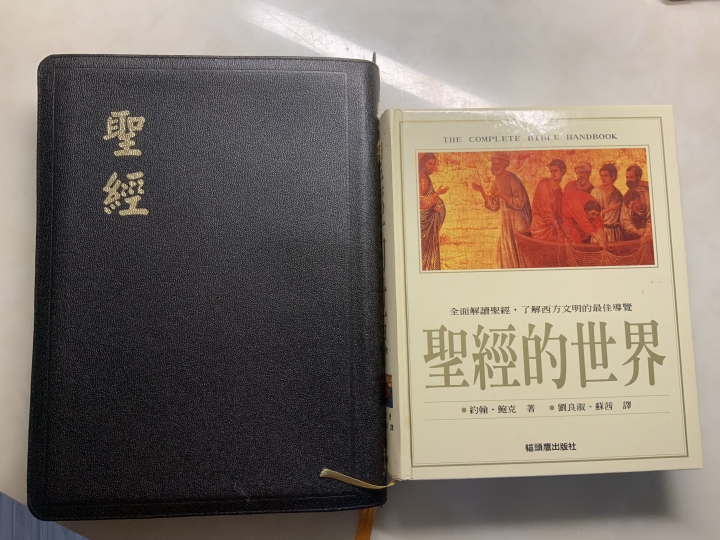 聖經
THE COMPLETE BIBLE HANDBOOK
全面解讀聖經，了解西方文明的最佳導覽
聖經的世界
●約翰・鮑克 著 ●劉良淑、蘇茜 譯
貓頭鷹出版社